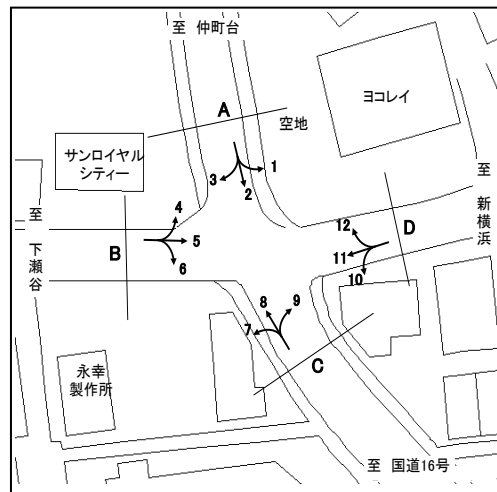 至 仲町台
A
空地
ヨコレイ
サンロイヤル
シティー
3
2
1
至
新
横
浜
至
下
瀬
谷
4
5
6
B
12
11
10
D
8
9
7
C
永幸
製作所
至 国道16号